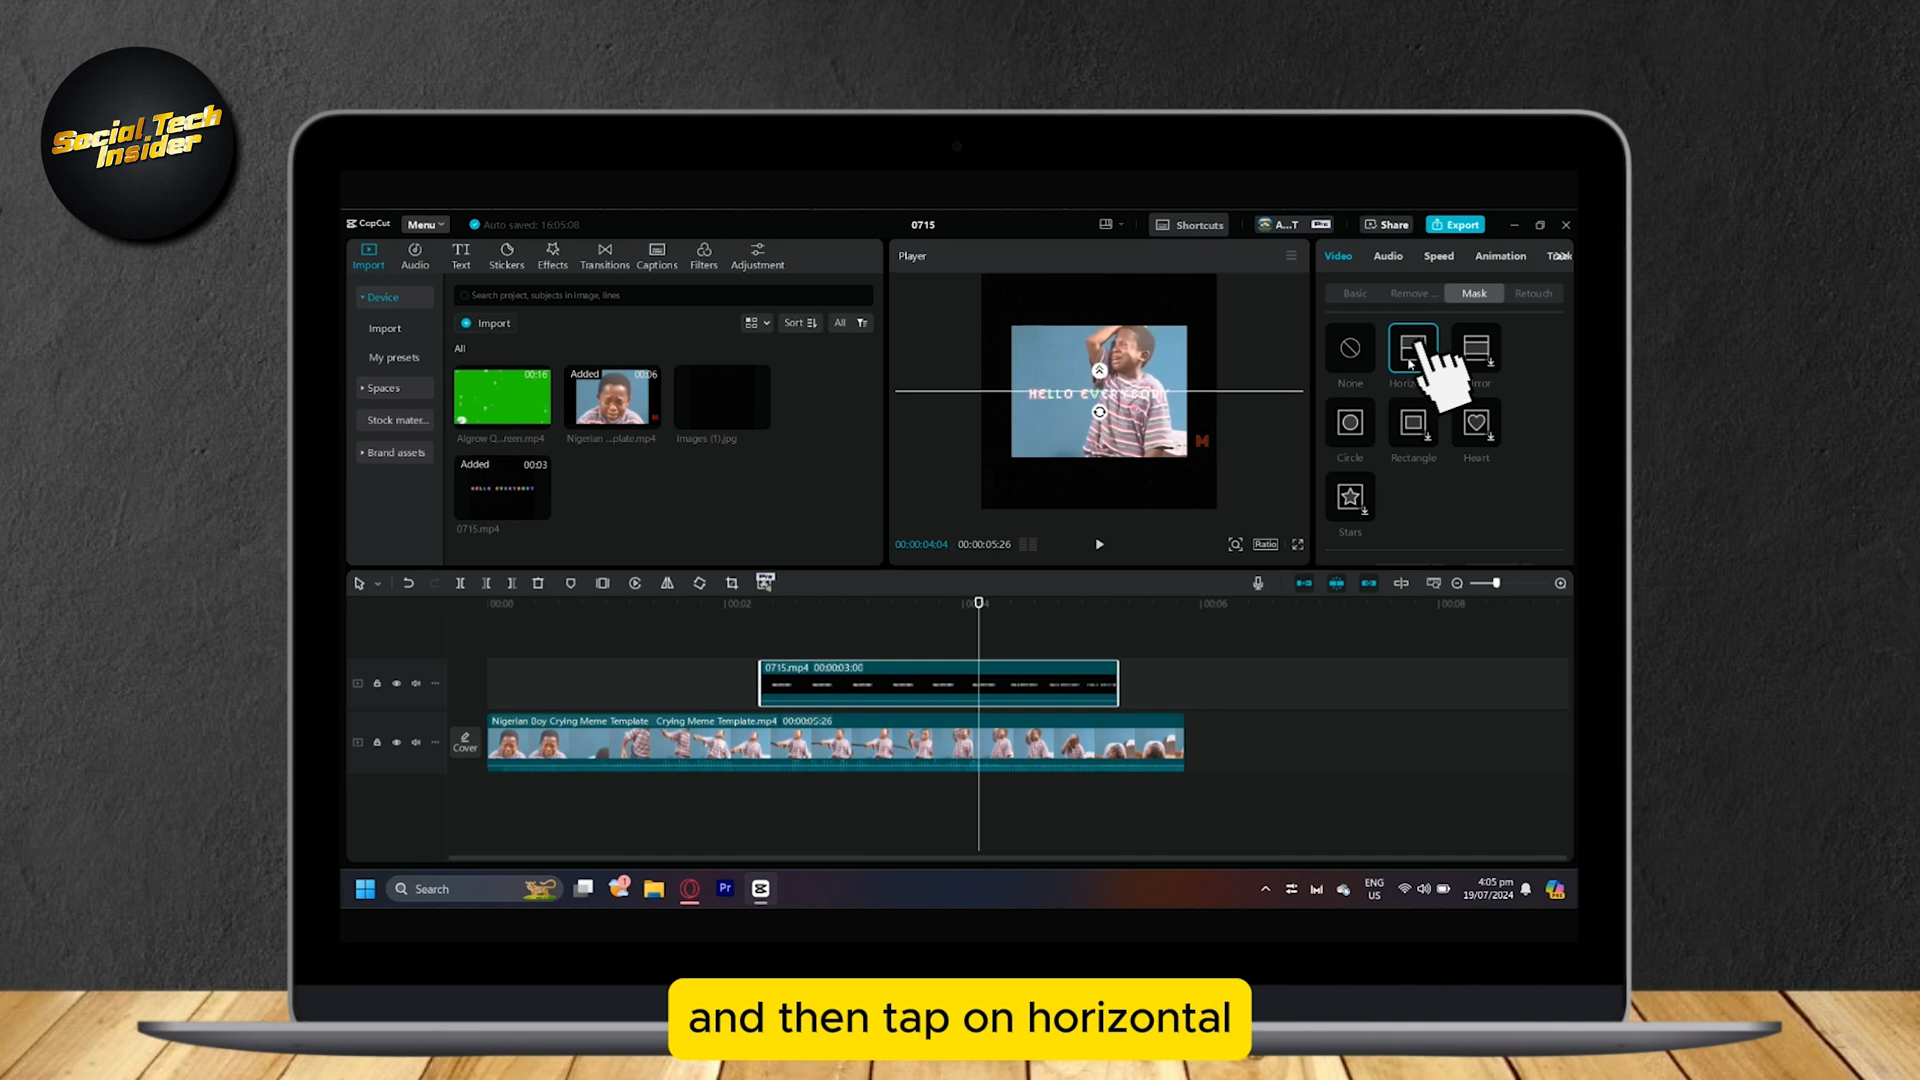 Social Tech
Insider
CapCut
Menu
Auto saved: 16:05:08
0715
Shortcuts
A...T
Pro
Share
Export
Import
Audio
Text
Stickers
Effects
Transitions
Captions
Filters
Adjustment
Device
Import
My presets
Spaces
Stock mater...
Brand assets
Search project, subjects in image, lines
Import
Sort
All
All
00:16
Algrow Q...reen.mp4
Added 00:06
Nigerian ...plate.mp4
images (1).jpg
Added 00:03
HELLO EVERYBODY
0715.mp4
Player
HELLO EVERYBODY
M
00:00:04:04 00:00:05:26
Ratio
Video Audio Speed Animation
Basic Remove ... Mask Retouch
None
Circle
Rectangle
Heart
Stars
00:00
00:02
00:06
00:08
0715.mp4 00:00:03:00
Cover
Nigerian Boy Crying Meme Template Crying Meme Template.mp4 00:00:05:26
Search
1
Pr
ENG
US
4:05 pm
19/07/2024
and then tap on horizontal